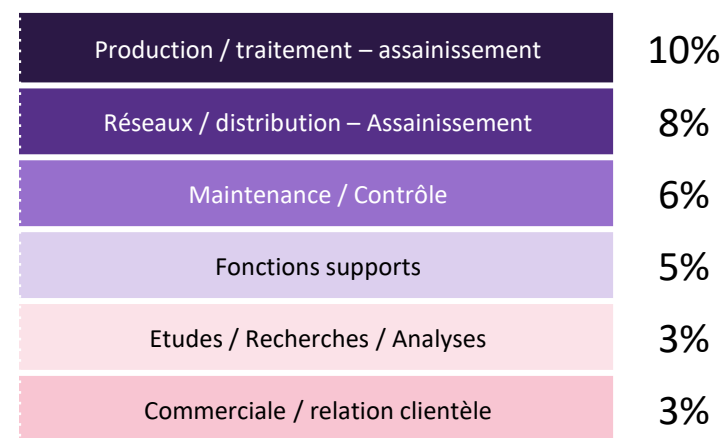 Production / traitement – assainissement 10%
Réseaux / distribution – Assainissement 8%
Maintenance / Contrôle 6%
Fonctions supports 5%
Etudes / Recherches / Analyses 3%
Commerciale / relation clientèle 3%